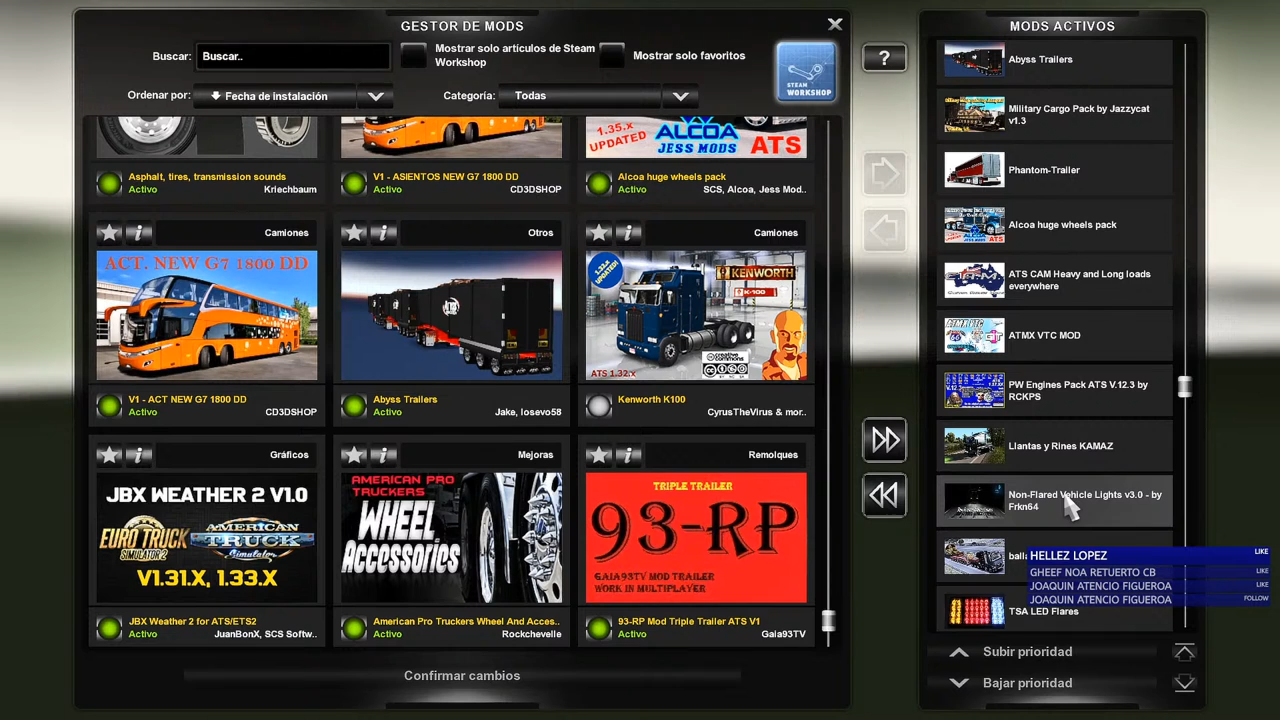 GESTOR DE MODS
Buscar:
Buscar..
Mostrar solo artículos de Steam
Workshop
Mostrar solo favoritos
STEAM
WORKSHOP
Ordenar por:
Fecha de instalación
Categoría:
Todas
1.35.x
UPDATED
ALCOA
JESS MODS
ATS
Asphalt, tires, transmission sounds
Activo
Kriechbaum
V1 - ASIENTOS NEW G7 1800 DD
Activo
CD3DSHOP
Alcoa huge wheels pack
Activo
SCS, Alcoa, Jess Mod..
Camiones
ACT. NEW G7 1800 DD
V1 - ACT NEW G7 1800 DD
Activo
CD3DSHOP
Otros
Abyss Trailers
Activo
Jake, losevo58
Camiones
1.32.x
UPDATED
KENWORTH
K-100
creative
commons
ATS 1.32.x
Kenworth K100
CyrusTheVirus & mor..
Gráficos
JBX WEATHER 2 V1.0
EURO TRUCK
SIMULATOR 2
AMERICAN
TRUCK
Simulator
V1.31.X, 1.33.X
JBX Weather 2 for ATS/ETS2
Activo
JuanBonX, SCS Softw..
Mejoras
AMERICAN PRO
TRUCKERS
WHEEL
Accessories
American Pro Truckers Wheel And Acces..
Activo
Rockchevelle
Remolques
TRIPLE TRAILER
93-RP
GAIA93TV MOD TRAILER
WORK IN MULTIPLAYER
93-RP Mod Triple Trailer ATS V1
Activo
Gaia93TV
Confirmar cambios
?
MODS ACTIVOS
Abyss Trailers
Military Cargo Pack by Jazzycat
v1.3
Phantom-Trailer
Alcoa huge wheels pack
ATS CAM Heavy and Long loads
everywhere
ATMX VTC MOD
PW Engines Pack ATS V.12.3 by
RCKPS
Llantas y Rines KAMAZ
Non-Flared Vehicle Lights v3.0 - by
Frkn64
HELLEZ LOPEZ
LIKE
GHEEF NOA RETUERTO CB
LIKE
JOAQUIN ATENCIO FIGUEROA
LIKE
JOAQUIN ATENCIO FIGUEROA
FOLLOW
TSA LED Flares
Subir prioridad
Bajar prioridad